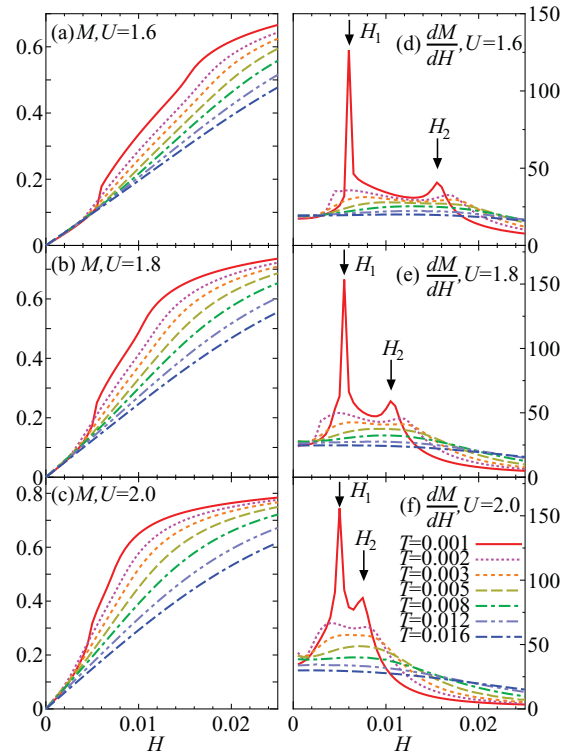 (a) M, U=1.6
0.6
0.4
0.2
0
(d) dM/dH, U=1.6
H1
H2
150
100
50
0
(b) M, U=1.8
0.6
0.4
0.2
0
(e) dM/dH, U=1.8
H1
H2
150
100
50
0
(c) M, U=2.0
0.8
0.6
0.4
0.2
0
(f) dM/dH, U=2.0
H1
H2
T=0.001
T=0.002
T=0.003
T=0.005
T=0.008
T=0.012
T=0.016
150
100
50
0
0 0.01 0.02
H
0 0.01 0.02
H